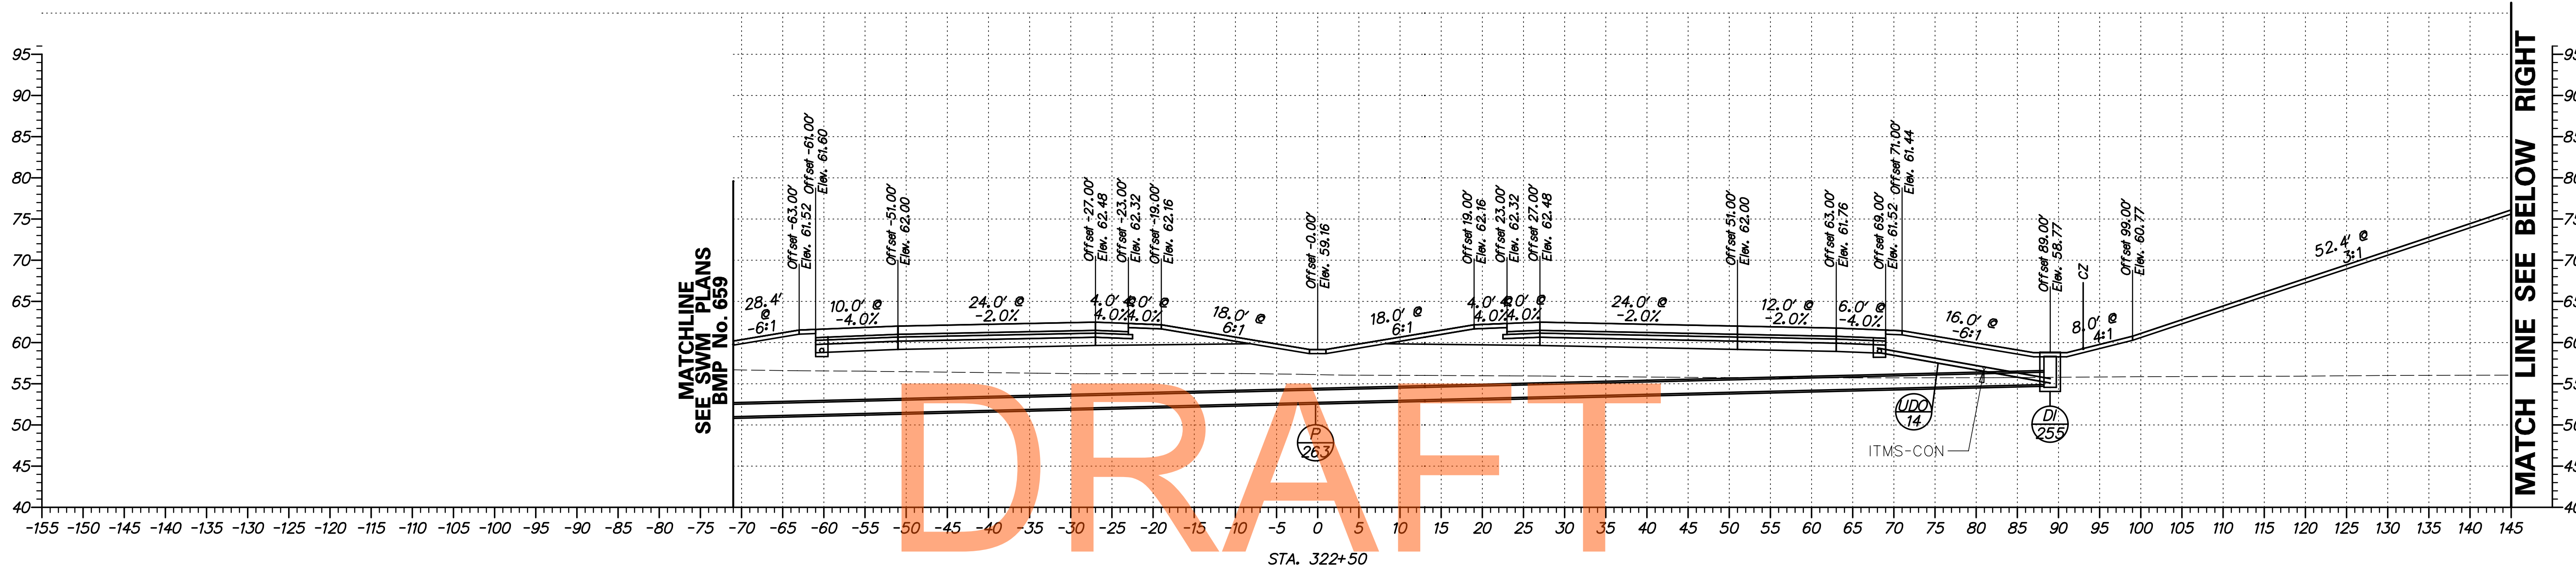 95
90
85
80
75
70
65
60
55
50
45
40
-155 -150 -145 -140 -135 -130 -125 -120 -115 -110 -105 -100 -95 -90 -85 -80 -75 -70 -65 -60 -55 -50 -45 -40 -35 -30 -25 -20 -15 -10 -5 0 5 10 15 20 25 30 35 40 45 50 55 60 65 70 75 80 85 90 95 100 105 110 115 120 125 130 135 140 145
STA. 322+50
MATCHLINE
SEE SWM PLANS
BMP No. 659
Offset -63.00'
Elev. 61.52
Offset -61.00'
Elev. 61.60
Offset -51.00'
Elev. 62.00
Offset -27.00'
Elev. 62.48
Offset -23.00'
Elev. 62.32
Offset -19.00'
Elev. 62.16
Offset -0.00'
Elev. 59.16
Offset 19.00'
Elev. 62.16
Offset 23.00'
Elev. 62.32
Offset 27.00'
Elev. 62.48
Offset 51.00'
Elev. 62.00
Offset 63.00'
Elev. 61.76
Offset 69.00'
Elev. 61.52
Offset 71.00'
Elev. 61.44
Offset 89.00'
Elev. 58.77
CZ
Offset 99.00'
Elev. 60.77
28.4'
@
-6:1
10.0' @
-4.0%
24.0' @
-2.0%
4.0' @
4.0%
4.0' @
4.0%
18.0' @
6:1
18.0' @
6:1
4.0' @
4.0%
4.0' @
4.0%
24.0' @
-2.0%
12.0' @
-2.0%
6.0' @
-4.0%
16.0' @
-6:1
8.0' @
4:1
52.4' @
3:1
P
263
UDO
14
ITMS-CON
DI
255
DRAFT
MATCH LINE SEE BELOW RIGHT
95
90
85
80
75
70
65
60
55
50
45
40